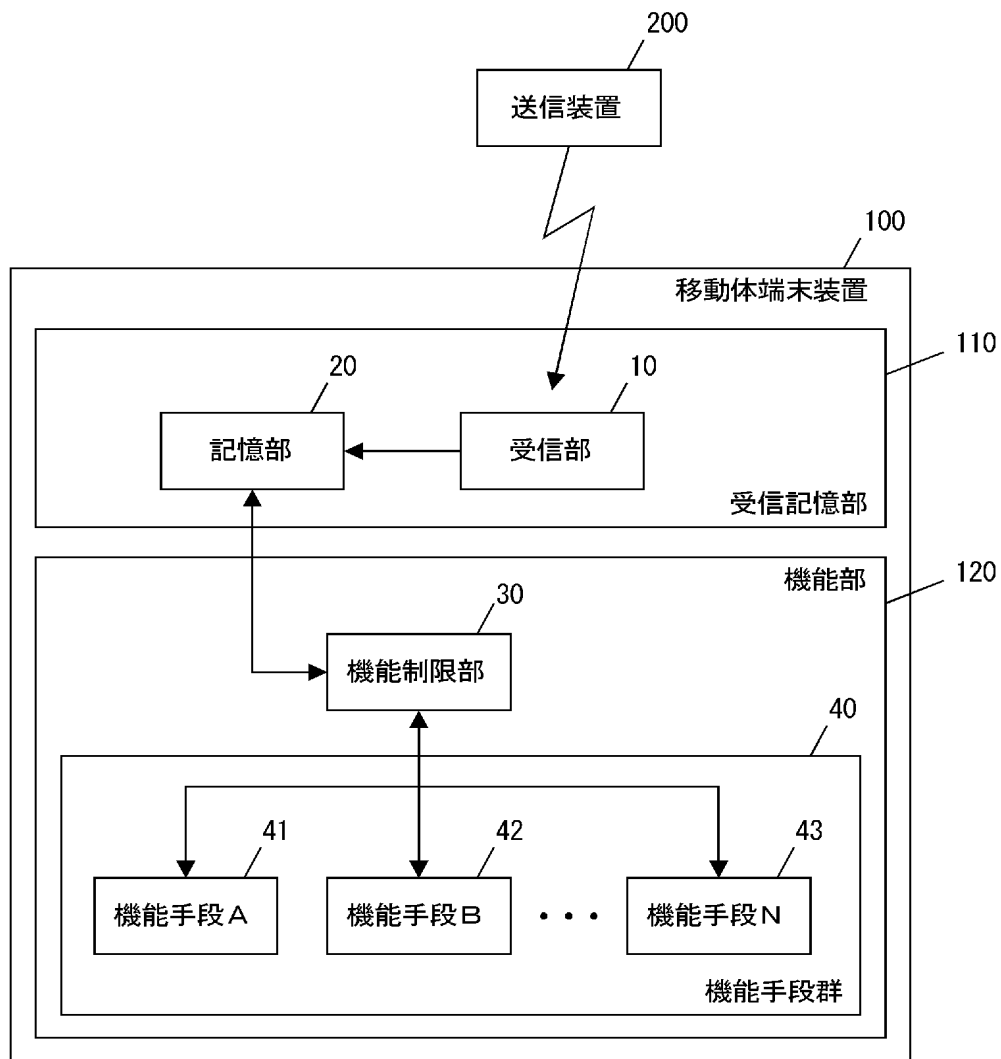 200
送信装置
100
移動体端末装置
110
20
10
記憶部
受信部
受信記憶部
120
機能部
30
機能制限部
40
41
42
43
機能手段A
機能手段B
・・・
機能手段N
機能手段群